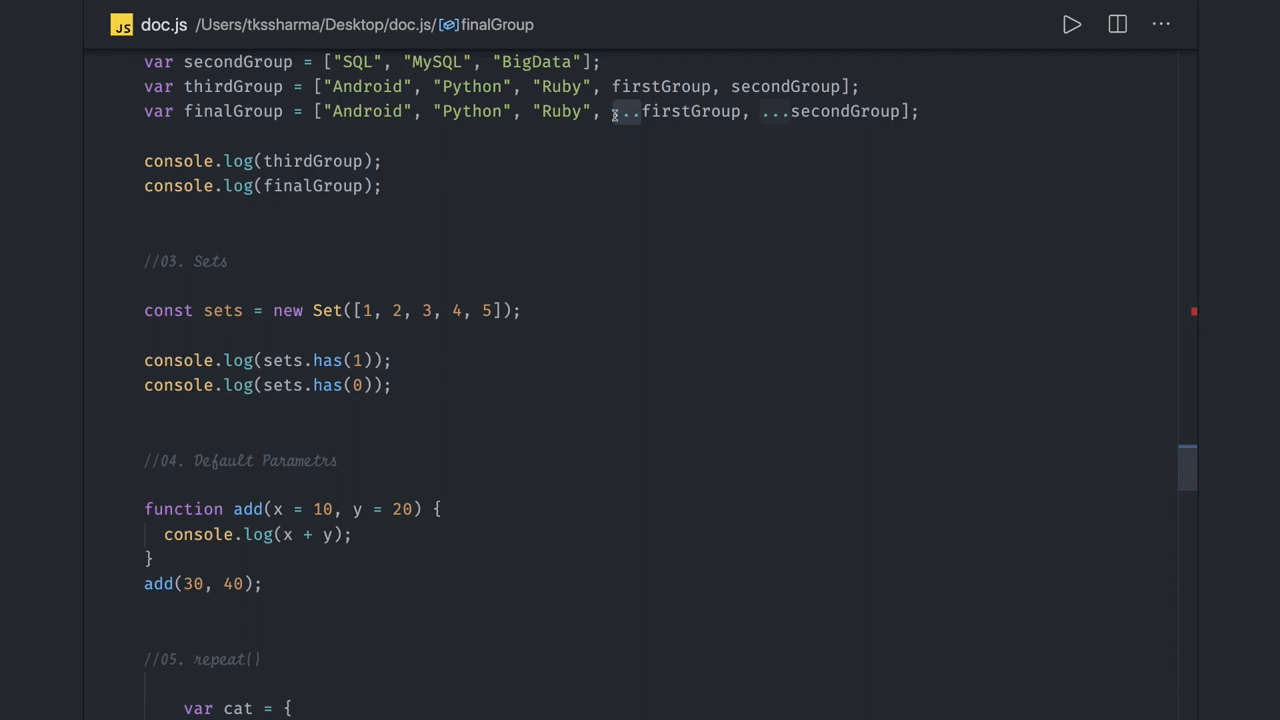 JS doc.js /Users/tkssharma/Desktop/doc.js/finalGroup
var secondGroup = ["SQL", "MySQL", "BigData"];
var thirdGroup = ["Android", "Python", "Ruby", firstGroup, secondGroup];
var finalGroup = ["Android", "Python", "Ruby", ...firstGroup, ...secondGroup];
console.log(thirdGroup);
console.log(finalGroup);
//03. Sets
const sets = new Set([1, 2, 3, 4, 5]);
console.log(sets.has(1));
console.log(sets.has(0));
//04. Default Parametrs
function add(x = 10, y = 20) {
console.log(x + y);
}
add(30, 40);
//05. repeat()
var cat = {